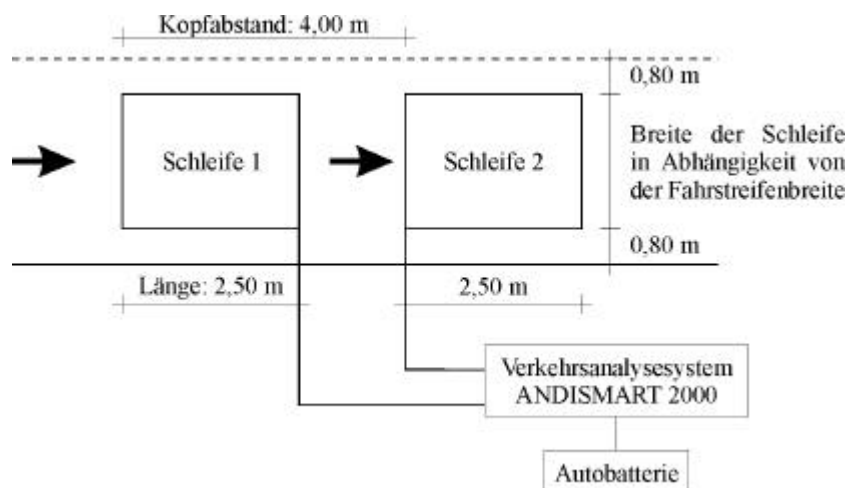 Kopfabstand: 4,00 m
0,80 m
Schleife 1
Schleife 2
Breite der Schleife
in Abhängigkeit von
der Fahrstreifenbreite
0,80 m
Länge: 2,50 m
2,50 m
Verkehrsanalysesystem
ANDISMART 2000
Autobatterie